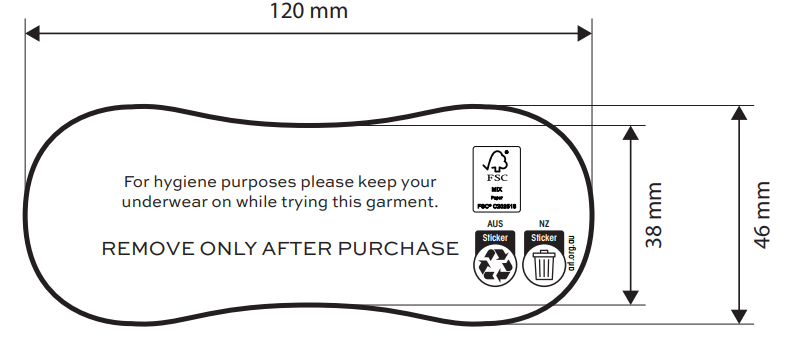 120 mm
For hygiene purposes please keep your
underwear on while trying this garment.
REMOVE ONLY AFTER PURCHASE
FSC
MIX
Paper
AUS
Sticker
NZ
Sticker
arl.org.au
38 mm
46 mm